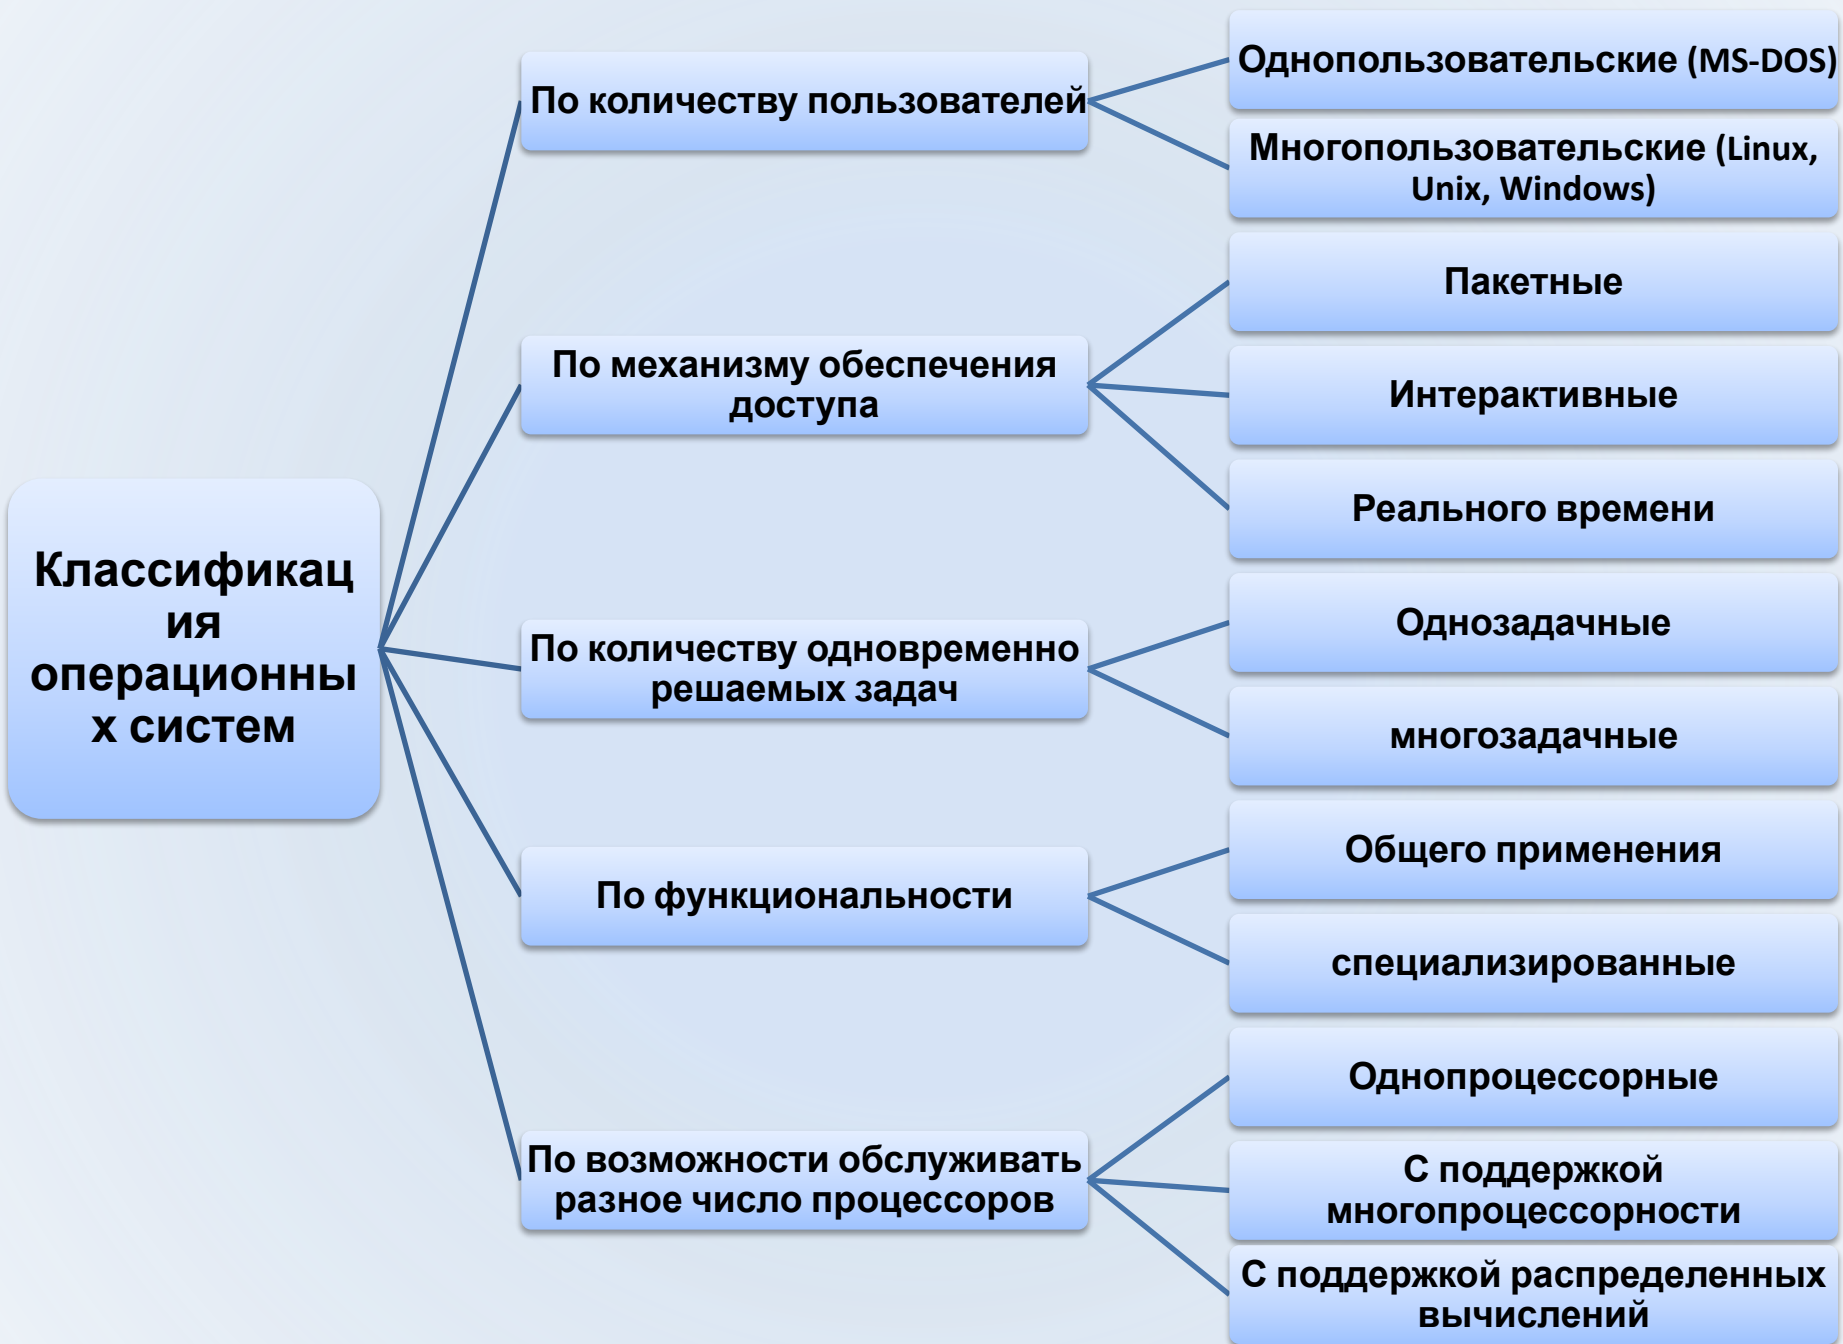 Классификац
ия
операционны
х систем
По количеству пользователей
Однопользовательские (MS-DOS)
Многопользовательские (Linux,
Unix, Windows)
По механизму обеспечения
доступа
Пакетные
Интерактивные
Реального времени
По количеству одновременно
решаемых задач
Однозадачные
многозадачные
По функциональности
Общего применения
специализированные
По возможности обслуживать
разное число процессоров
Однопроцессорные
С поддержкой
многопроцессорности
С поддержкой распределенных
вычислений